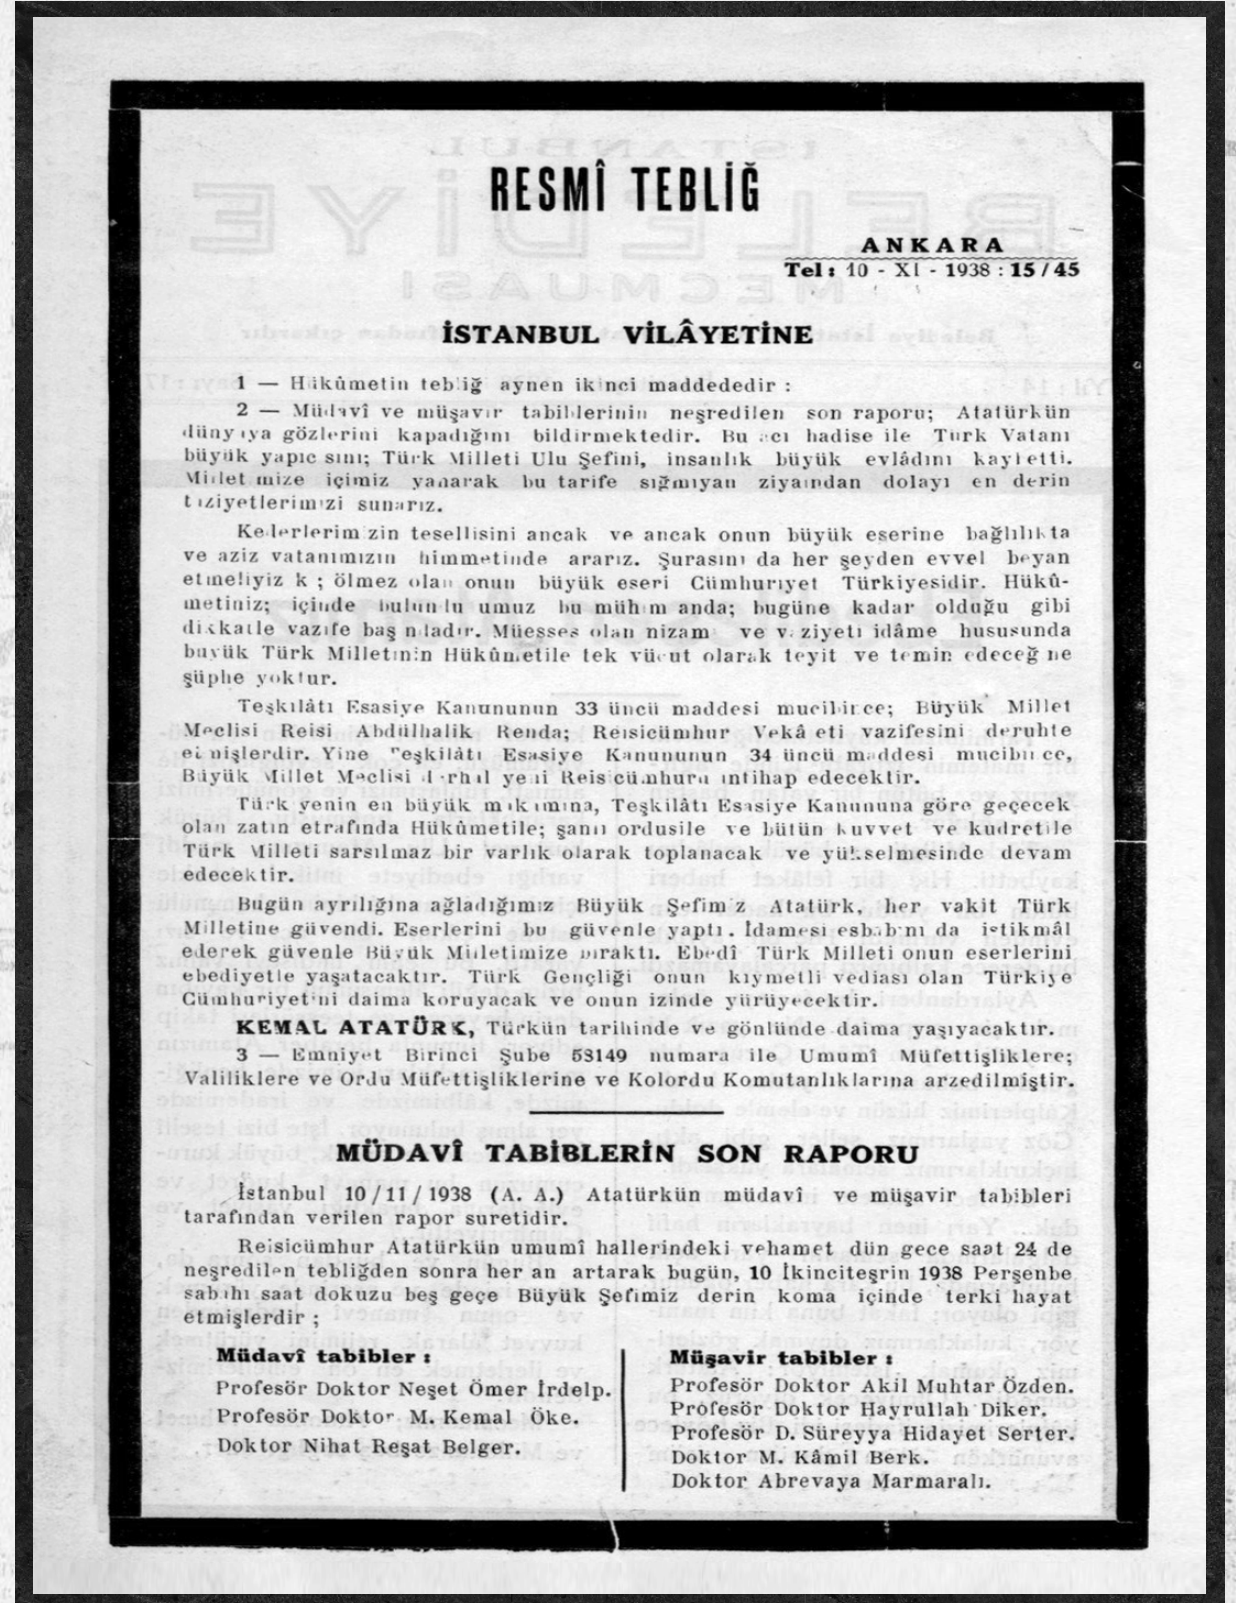 RESMÎ TEBLİĞ
ANKARA
Tel: 10 - XI - 1938 : 15/45
İSTANBUL VİLÂYETİNE
1 — Hükûmetin tebliğ aynen ikinci maddededir :
2 — Müdavî ve müşavir tabiblerinin neşredilen son raporu; Atatürkün
dünyaya gözlerini kapadığını bildirmektedir. Bu acı hadise ile Türk Vatanı
büyük yapıcısını; Türk Milleti Ulu Şefini, insanlık büyük evlâdını kaybetti.
Milletimize içimiz yanarak bu tarife sığmıyan ziyaından dolayı en derin
taziyetlerimizi sunarız.
Kederlerimizin tesellisini ancak ve ancak onun büyük eserine bağlılıkta
ve aziz vatanımızın himmetinde ararız. Şurasını da her şeyden evvel beyan
etmeliyiz ki; ölmez olan onun büyük eseri Cümhuriyet Türkiyesidir. Hükû-
metiniz; içinde bulunduğumuz bu mühim anda; bugüne kadar olduğu gibi
dikkatle vazife başındadır. Müesses olan nizam ve vaziyeti idâme hususunda
büyük Türk Milletinin Hükûmetile tek vücut olarak teyit ve temin edeceğine
şüphe yoktur.
Teşkilâtı Esasiye Kanununun 33 üncü maddesi mucibince; Büyük Millet
Meclisi Reisi Abdülhalik Renda; Reisicümhur Vekâleti vazifesini deruhte
etmişlerdir. Yine Teşkilâtı Esasiye Kanununun 34 üncü maddesi mucibince,
Büyük Millet Meclisi derhal yeni Reisicümhuru intihap edecektir.
Türkiyenin en büyük makamına, Teşkilâtı Esasiye Kanununa göre geçecek
olan zatın etrafında Hükûmetile; şanlı ordusile ve bütün kuvvet ve kudretile
Türk Milleti sarsılmaz bir varlık olarak toplanacak ve yükselmesinde devam
edecektir.
Bugün ayrılığına ağladığımız Büyük Şefimiz Atatürk, her vakit Türk
Milletine güvendi. Eserlerini bu güvenle yaptı. İdamesi esbabını da istikmâl
ederek güvenle Büyük Milletimize bıraktı. Ebedî Türk Milleti onun eserlerini
ebediyetle yaşatacaktır. Türk Gençliği onun kıymetli vediası olan Türkiye
Cümhuriyetini daima koruyacak ve onun izinde yürüyecektir.
KEMAL ATATÜRK, Türkün tarihinde ve gönlünde daima yaşıyacaktır.
3 — Emniyet Birinci Şube 53149 numara ile Umumî Müfettişliklere;
Valiliklere ve Ordu Müfettişliklerine ve Kolordu Komutanlıklarına arzedilmiştir.
MÜDAVÎ TABİBLERİN SON RAPORU
İstanbul 10/11/1938 (A. A.) Atatürkün müdavî ve müşavir tabibleri
tarafından verilen rapor suretidir.
Reisicümhur Atatürkün umumî hallerindeki vehamet dün gece saat 24 de
neşredilen tebliğden sonra her an artarak bugün, 10 İkinciteşrin 1938 Perşenbe
sabahı saat dokuzu beş geçe Büyük Şefimiz derin koma içinde terki hayat
etmişlerdir ;
Müdavî tabibler :
Profesör Doktor Neşet Ömer İrdelp.
Profesör Doktor M. Kemal Öke.
Doktor Nihat Reşat Belger.
Müşavir tabibler :
Profesör Doktor Akil Muhtar Özden.
Profesör Doktor Hayrullah Diker.
Profesör D. Süreyya Hidayet Serter.
Doktor M. Kâmil Berk.
Doktor Abrevaya Marmaralı.